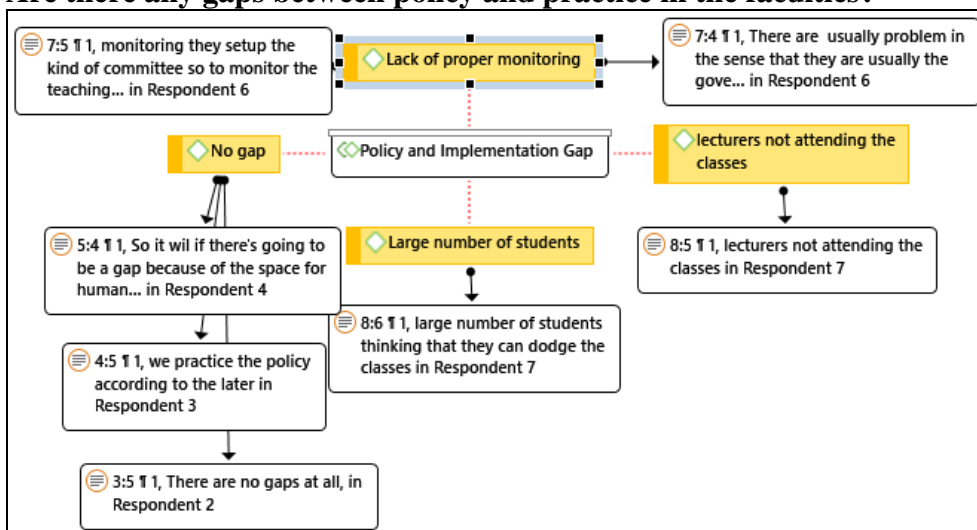 Are there any gaps between policy and practice in the faculties?
7:5 ¶ 1, monitoring they setup the
kind of committee so to monitor the
teaching... in Respondent 6
Lack of proper monitoring
7:4 ¶ 1, There are usually problem in
the sense that they are usually the
gove... in Respondent 6
No gap
Policy and Implementation Gap
lecturers not attending the
classes
5:4 ¶ 1, So it wil if there's going to
be a gap because of the space for
human... in Respondent 4
Large number of students
8:5 ¶ 1, lecturers not attending the
classes in Respondent 7
8:6 ¶ 1, large number of students
thinking that they can dodge the
classes in Respondent 7
4:5 ¶ 1, we practice the policy
according to the later in
Respondent 3
3:5 ¶ 1, There are no gaps at all, in
Respondent 2